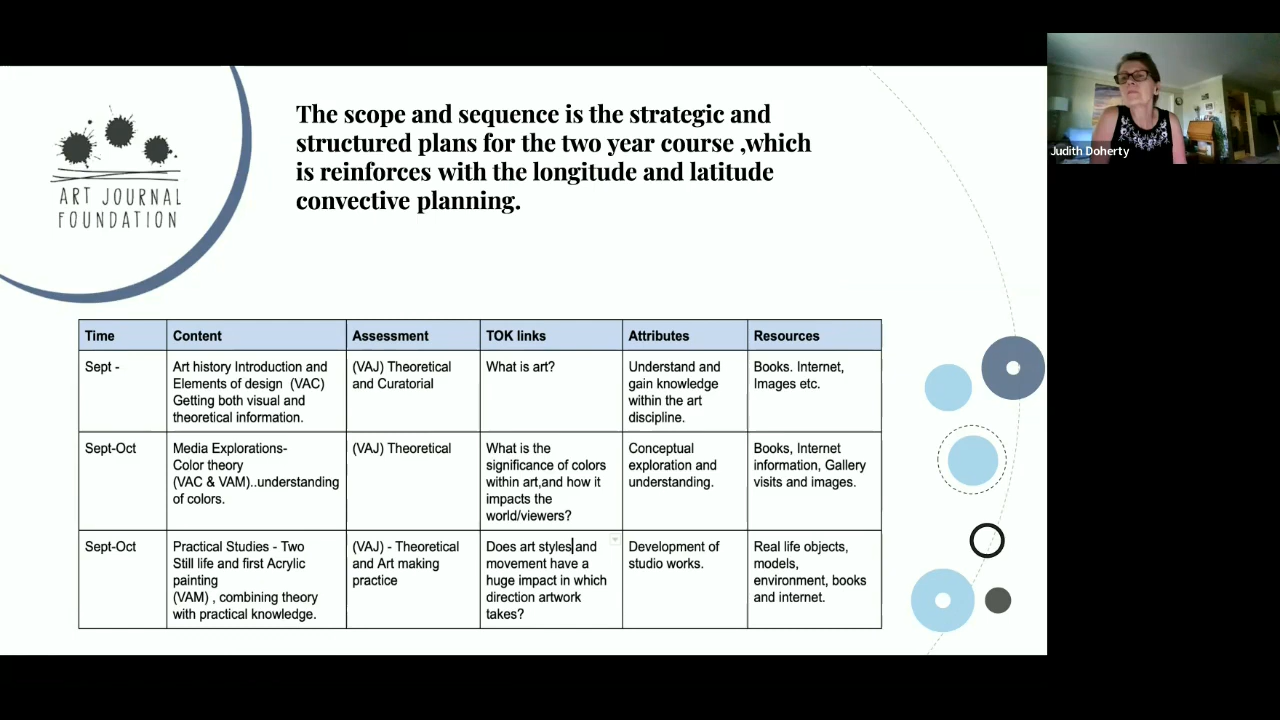 ART JOURNAL
FOUNDATION
The scope and sequence is the strategic and
structured plans for the two year course ,which
is reinforces with the longitude and latitude
convective planning.
Judith Doherty
Time Content Assessment TOK links Attributes Resources
Sept -
Art history Introduction and
Elements of design (VAC)
Getting both visual and
theoretical information.
(VAJ) Theoretical
and Curatorial
What is art?
Understand and
gain knowledge
within the art
discipline.
Books. Internet,
Images etc.
Sept-Oct
Media Explorations-
Color theory
(VAC & VAM)..understanding
of colors.
(VAJ) Theoretical
What is the
significance of colors
within art,and how it
impacts the
world/viewers?
Conceptual
exploration and
understanding.
Books, Internet
information, Gallery
visits and images.
Sept-Oct
Practical Studies - Two
Still life and first Acrylic
painting
(VAM) , combining theory
with practical knowledge.
(VAJ) - Theoretical
and Art making
practice
Does art styles and
movement have a
huge impact in which
direction artwork
takes?
Development of
studio works.
Real life objects,
models,
environment, books
and internet.